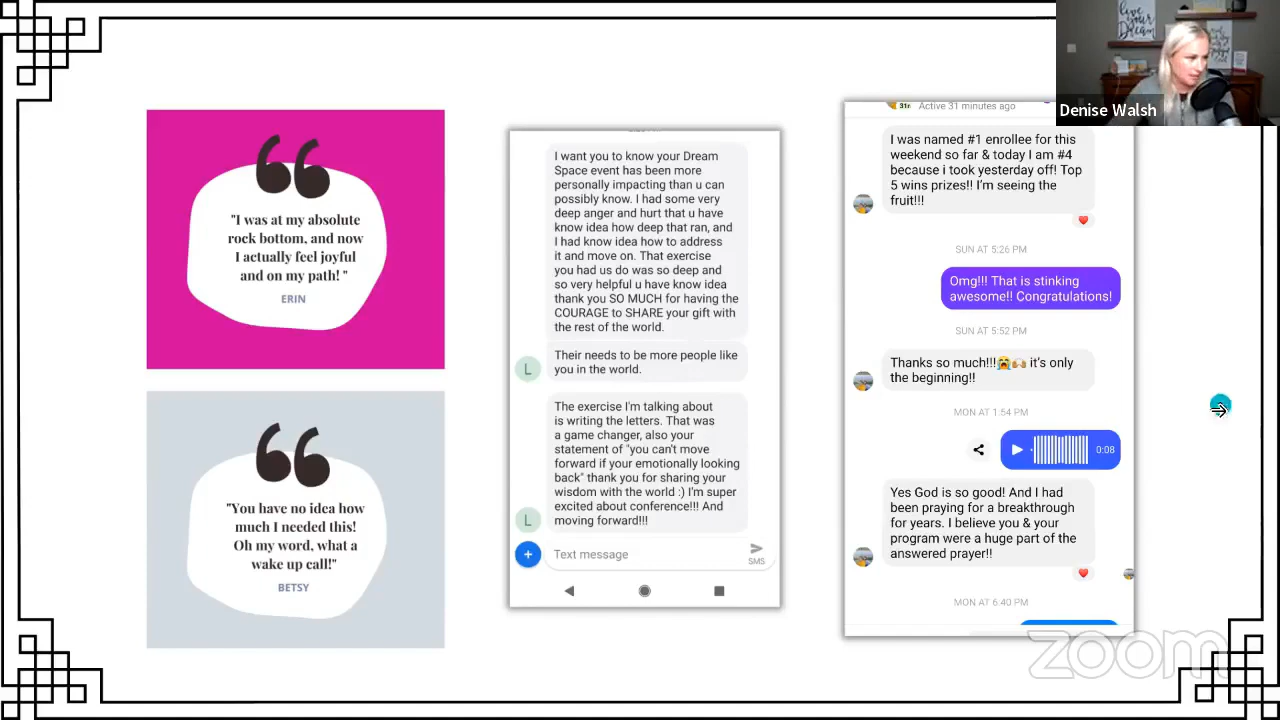 "I was at my absolute
rock bottom, and now
I actually feel joyful
and on my path! "
ERIN
"You have no idea how
much I needed this!
Oh my word, what a
wake up call!"
BETSY
I want you to know your Dream
Space event has been more
personally impacting than u can
possibly know. I had some very
deep anger and hurt that u have
know idea how deep that ran, and
I had know idea how to address
it and move on. That exercise
you had us do was so deep and
so very helpful u have know idea
thank you SO MUCH for having the
COURAGE to SHARE your gift with
the rest of the world.
Their needs to be more people like
you in the world.
L
The exercise I'm talking about
is writing the letters. That was
a game changer, also your
statement of "you can't move
forward if your emotionally looking
back" thank you for sharing your
wisdom with the world :) I'm super
excited about conference!!! And
moving forward!!!
L
Text message
SMS
31m Active 31 minutes ago
I was named #1 enrollee for this
weekend so far & today I am #4
because i took yesterday off! Top
5 wins prizes!! I'm seeing the
fruit!!!
SUN AT 5:26 PM
Omg!!! That is stinking
awesome!! Congratulations!
SUN AT 5:52 PM
Thanks so much!!!😭🙌🏼 it's only
the beginning!!
MON AT 1:54 PM
0:08
Yes God is so good! And I had
been praying for a breakthrough
for years. I believe you & your
program were a huge part of the
answered prayer!!
MON AT 6:40 PM
live
your
Dream
Denise Walsh
zoom